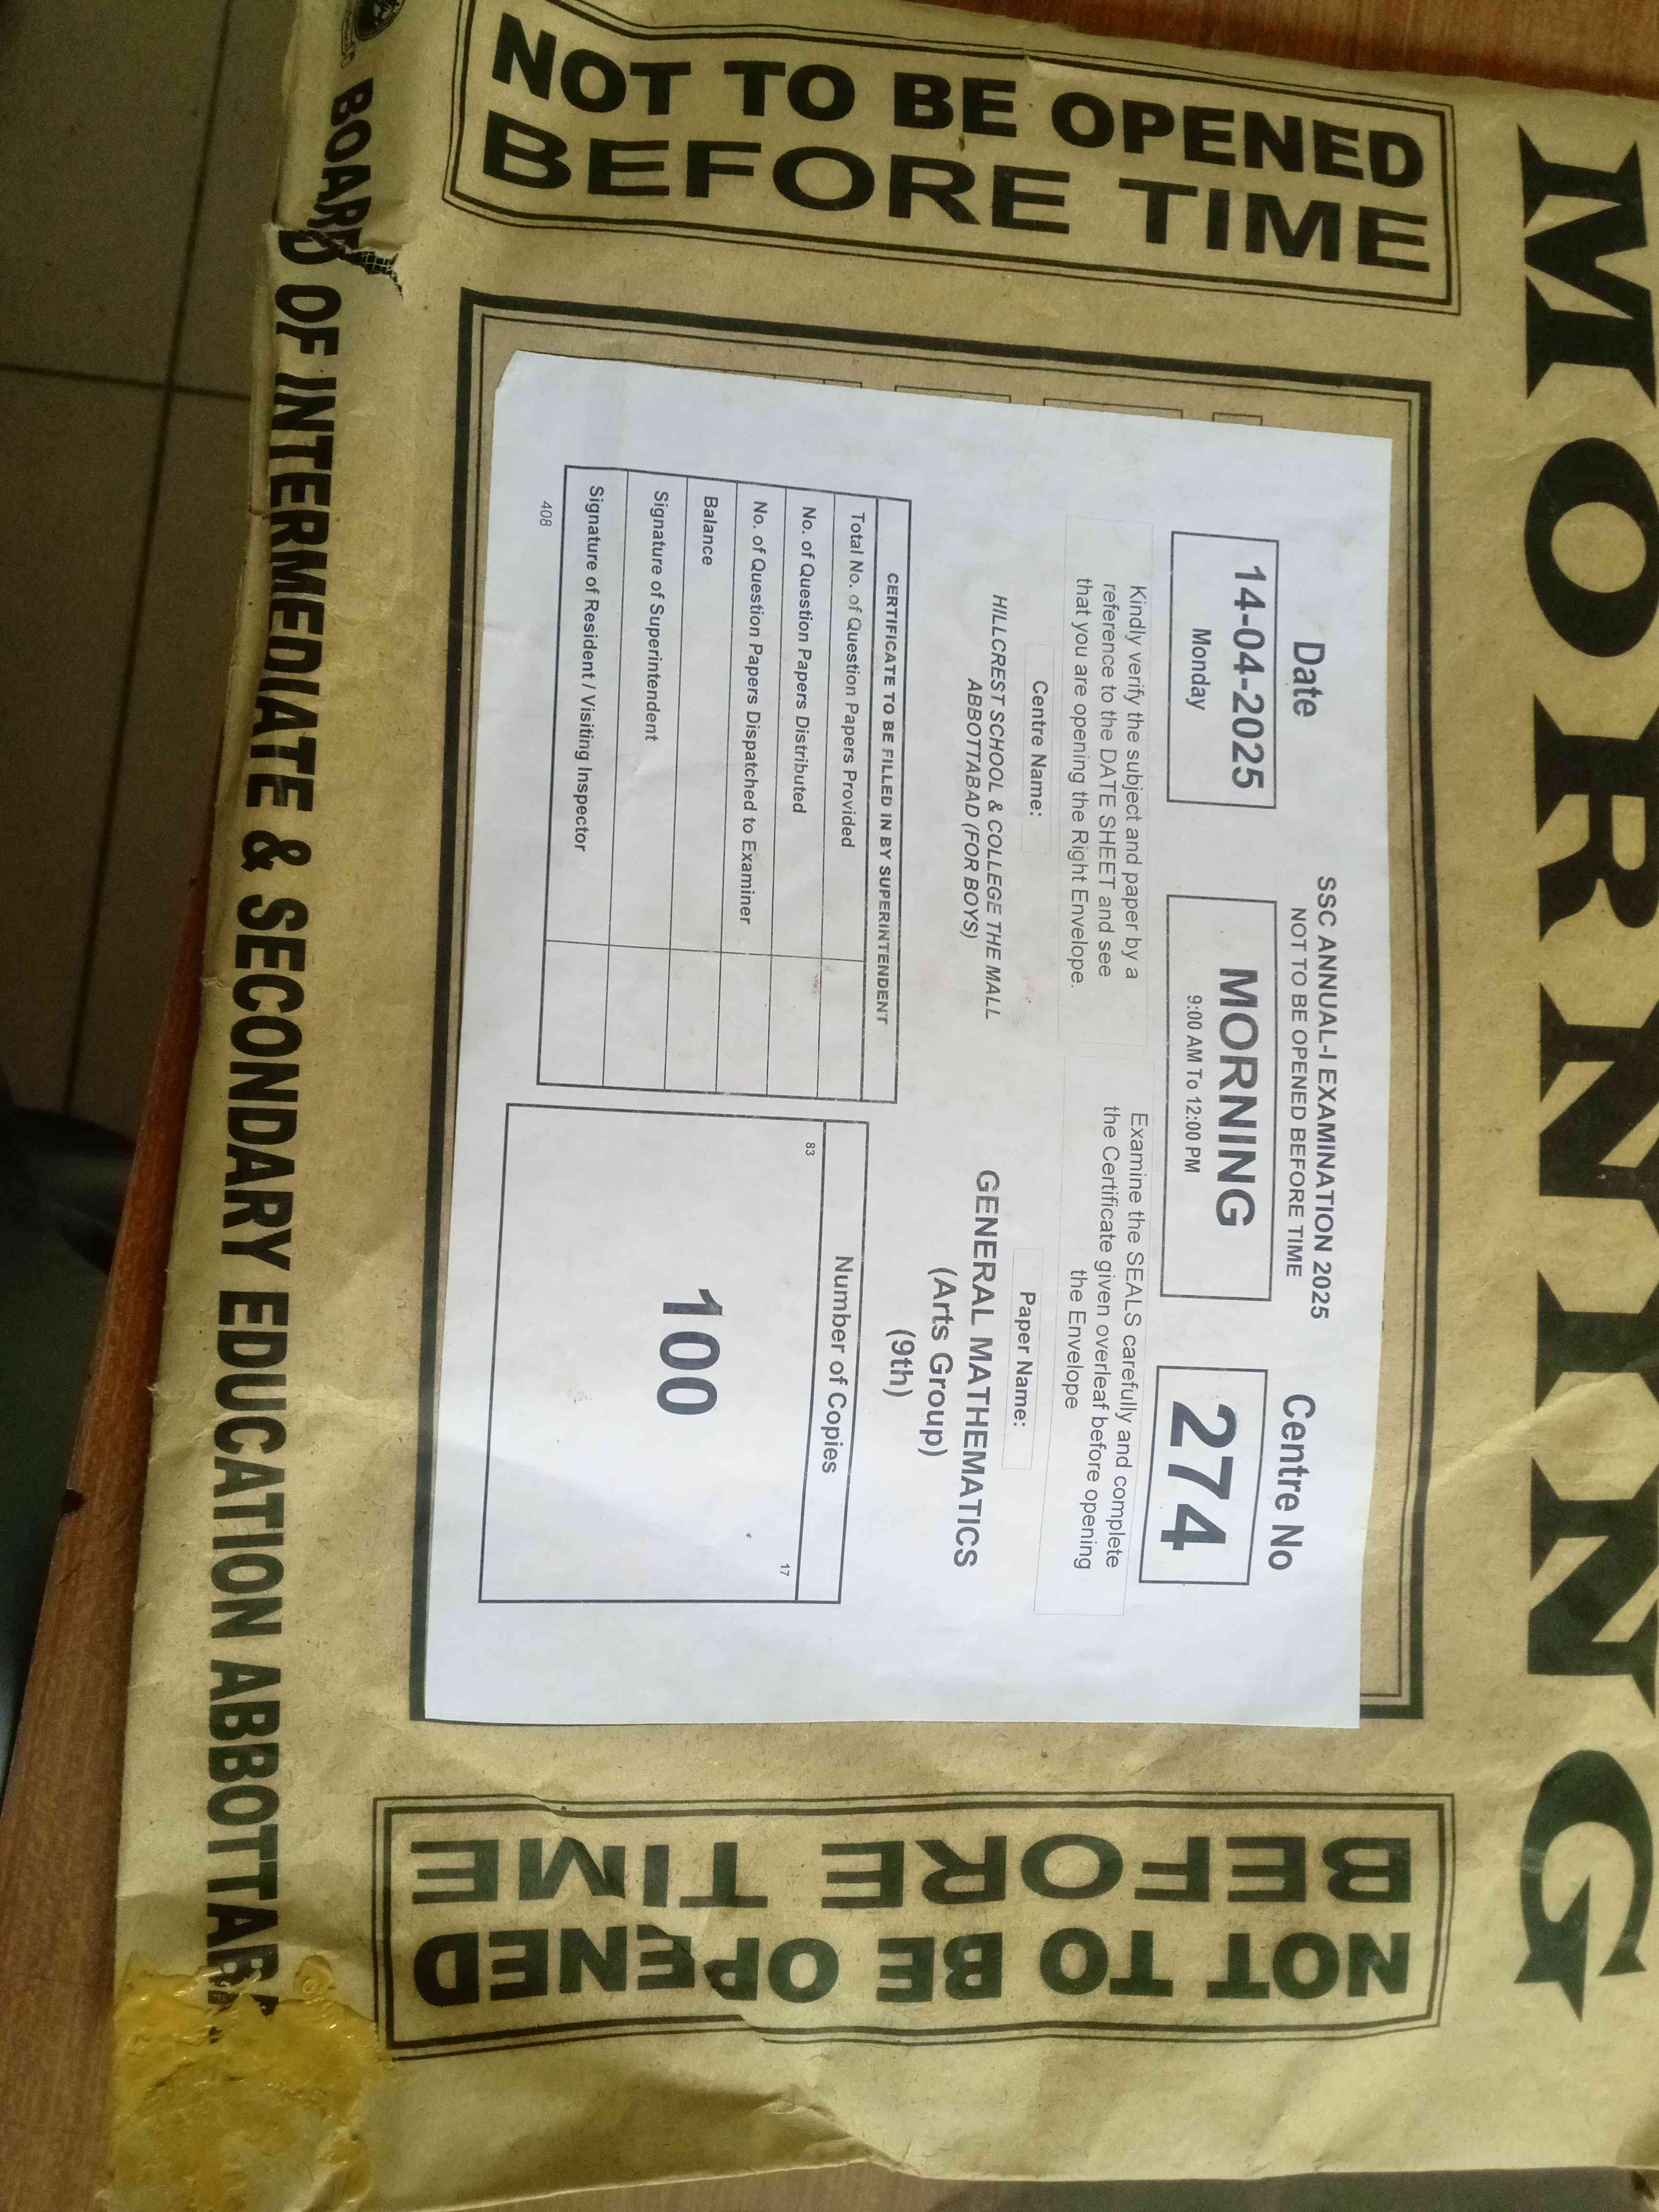 MORNING
NOT TO BE OPENED
BEFORE TIME
SSC ANNUAL-I EXAMINATION 2025
NOT TO BE OPENED BEFORE TIME
Date
Centre No
14-04-2025
Monday
MORNING
9:00 AM To 12:00 PM
274
Kindly verify the subject and paper by a
reference to the DATE SHEET and see
that you are opening the Right Envelope.
Examine the SEALS carefully and complete
the Certificate given overleaf before opening
the Envelope
Centre Name:
HILLCREST SCHOOL & COLLEGE THE MALL
ABBOTTABAD (FOR BOYS)
Paper Name:
GENERAL MATHEMATICS
(Arts Group)
(9th)
CERTIFICATE TO BE FILLED IN BY SUPERINTENDENT
Total No. of Question Papers Provided
No. of Question Papers Distributed
No. of Question Papers Dispatched to Examiner
Balance
Signature of Superintendent
Signature of Resident / Visiting Inspector
408
Number of Copies
83
17
100
NOT TO BE OPENED
BEFORE TIME
BOARD OF INTERMEDIATE & SECONDARY EDUCATION ABBOTTABA